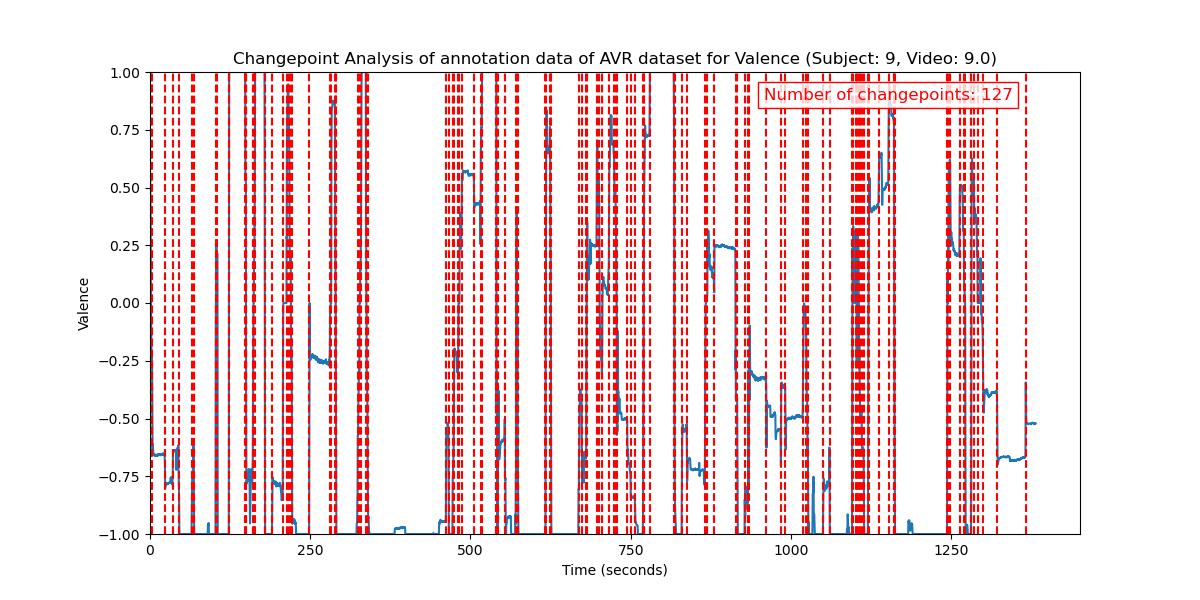 Changepoint Analysis of annotation data of AVR dataset for Valence (Subject: 9, Video: 9.0)
Number of changepoints: 127
1.00
0.75
0.50
0.25
0.00
−0.25
−0.50
−0.75
−1.00
Valence
0 250 500 750 1000 1250
Time (seconds)